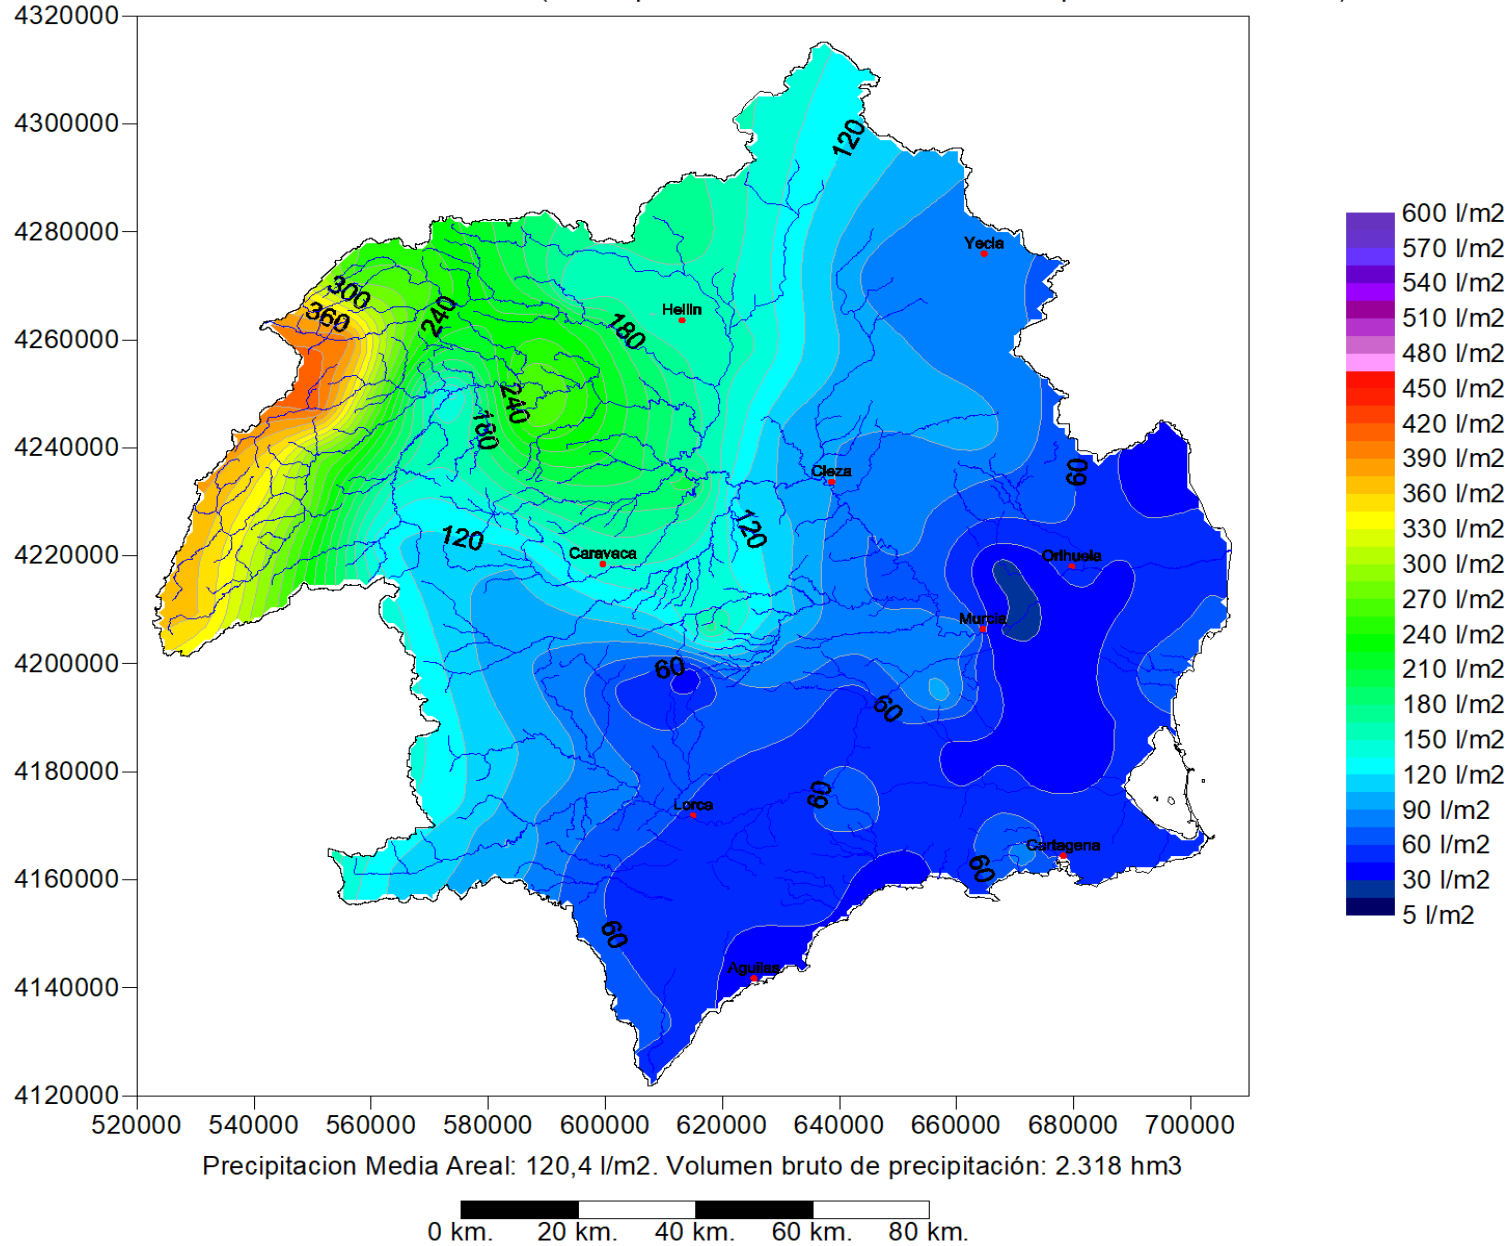 4320000
4300000
4280000
4260000
4240000
4220000
4200000
4180000
4160000
4140000
4120000
520000 540000 560000 580000 600000 620000 640000 660000 680000 700000
120
Yecla
300
360
240
Hellin
180
240
180
Cieza
60
120
120
Caravaca
Orihuela
Murcia
60
60
60
Lorca
Cartagena
60
60
Aguilas
600 l/m2
570 l/m2
540 l/m2
510 l/m2
480 l/m2
450 l/m2
420 l/m2
390 l/m2
360 l/m2
330 l/m2
300 l/m2
270 l/m2
240 l/m2
210 l/m2
180 l/m2
150 l/m2
120 l/m2
90 l/m2
60 l/m2
30 l/m2
5 l/m2
Precipitacion Media Areal: 120,4 l/m2. Volumen bruto de precipitación: 2.318 hm3
0 km. 20 km. 40 km. 60 km. 80 km.